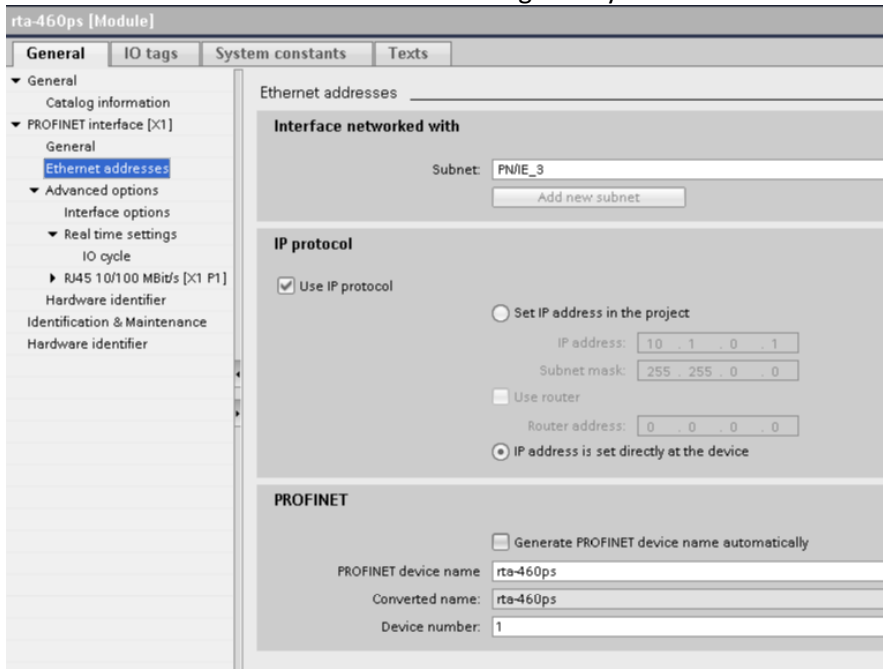 rta-460ps [Module]
General IO tags System constants Texts
General
Catalog information
PROFINET interface [X1]
General
Ethernet addresses
Advanced options
Interface options
Real time settings
IO cycle
RJ45 10/100 MBit/s [X1 P1]
Hardware identifier
Identification & Maintenance
Hardware identifier
Ethernet addresses
Interface networked with
Subnet: PN/IE_3
Add new subnet
IP protocol
Use IP protocol
Set IP address in the project
IP address: 10 . 1 . 0 . 1
Subnet mask: 255 . 255 . 0 . 0
Use router
Router address: 0 . 0 . 0 . 0
IP address is set directly at the device
PROFINET
Generate PROFINET device name automatically
PROFINET device name rta-460ps
Converted name: rta-460ps
Device number: 1